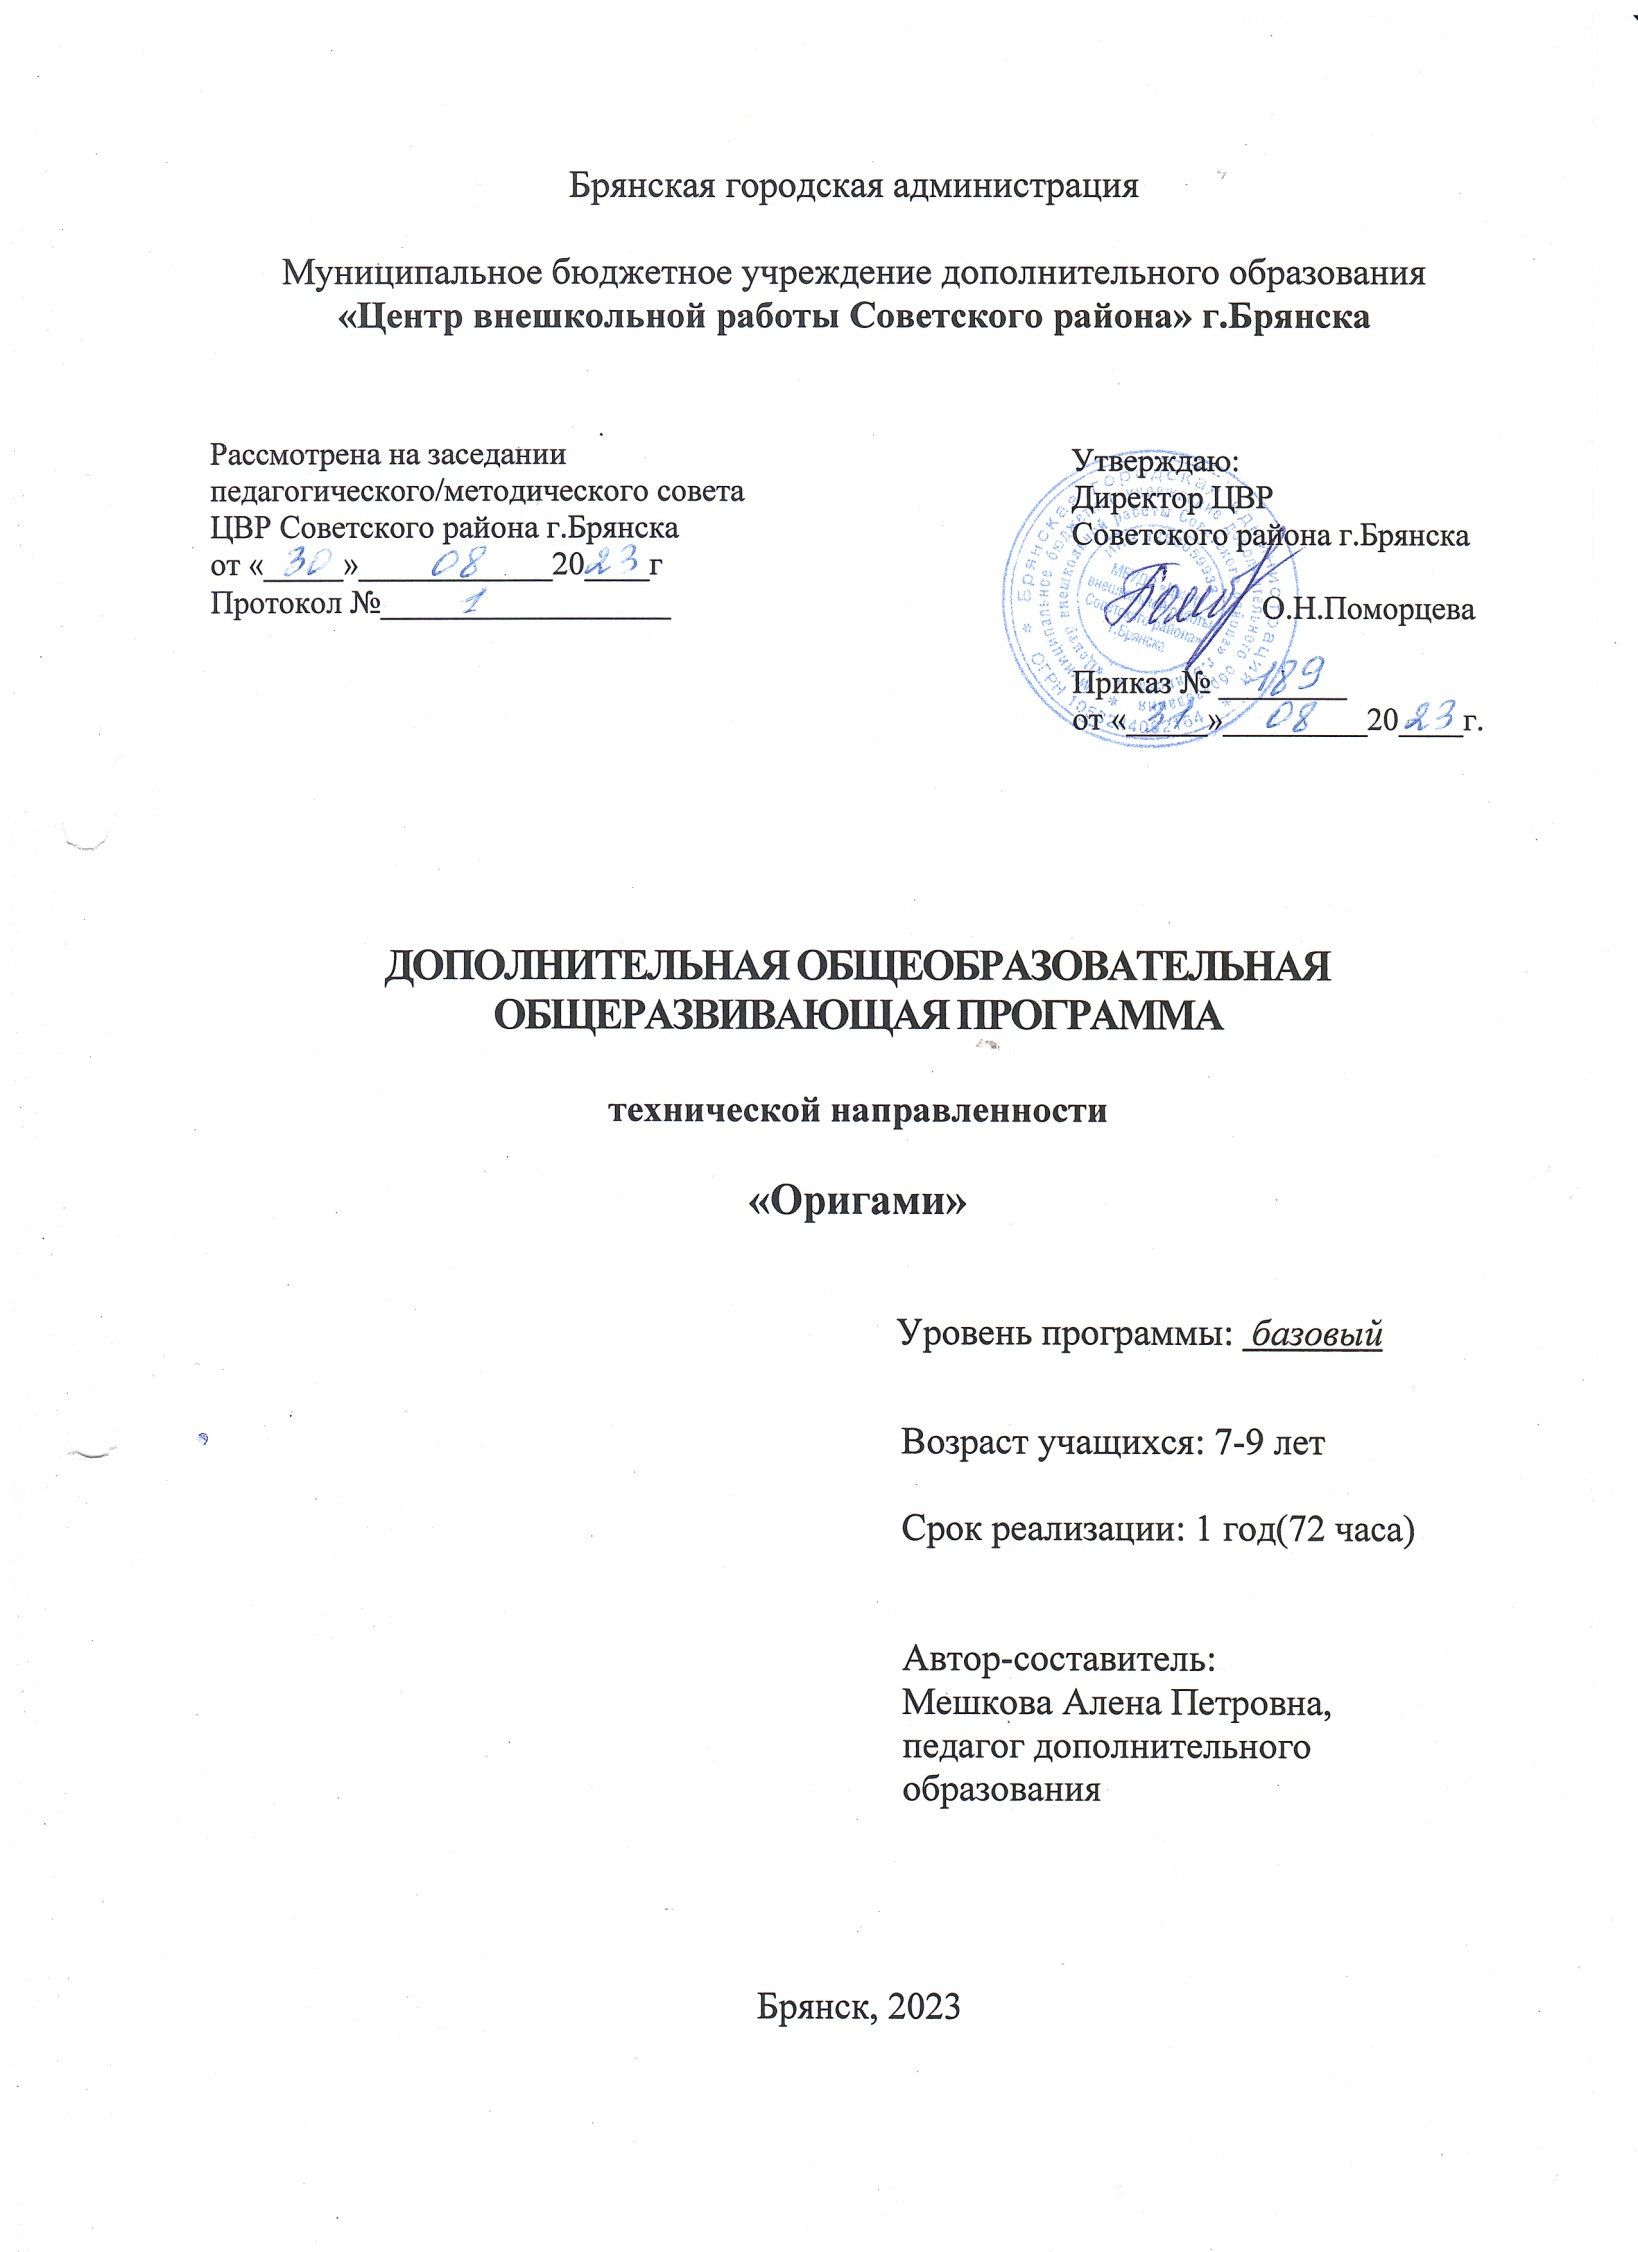 Брянская городская администрация
Муниципальное бюджетное учреждение дополнительного образования
«Центр внешкольной работы Советского района» г.Брянска
Рассмотрена на заседании
педагогического/методического совета
ЦВР Советского района г.Брянска
от «30» 08 2023г
Протокол № 1
Утверждаю:
Директор ЦВР
Советского района г.Брянска
О.Н.Поморцева
Приказ № 189
от «31» 08 2023г.
ДОПОЛНИТЕЛЬНАЯ ОБЩЕОБРАЗОВАТЕЛЬНАЯ
ОБЩЕРАЗВИВАЮЩАЯ ПРОГРАММА
технической направленности
«Оригами»
Уровень программы: базовый
Возраст учащихся: 7-9 лет
Срок реализации: 1 год(72 часа)
Автор-составитель:
Мешкова Алена Петровна,
педагог дополнительного
образования
Брянск, 2023